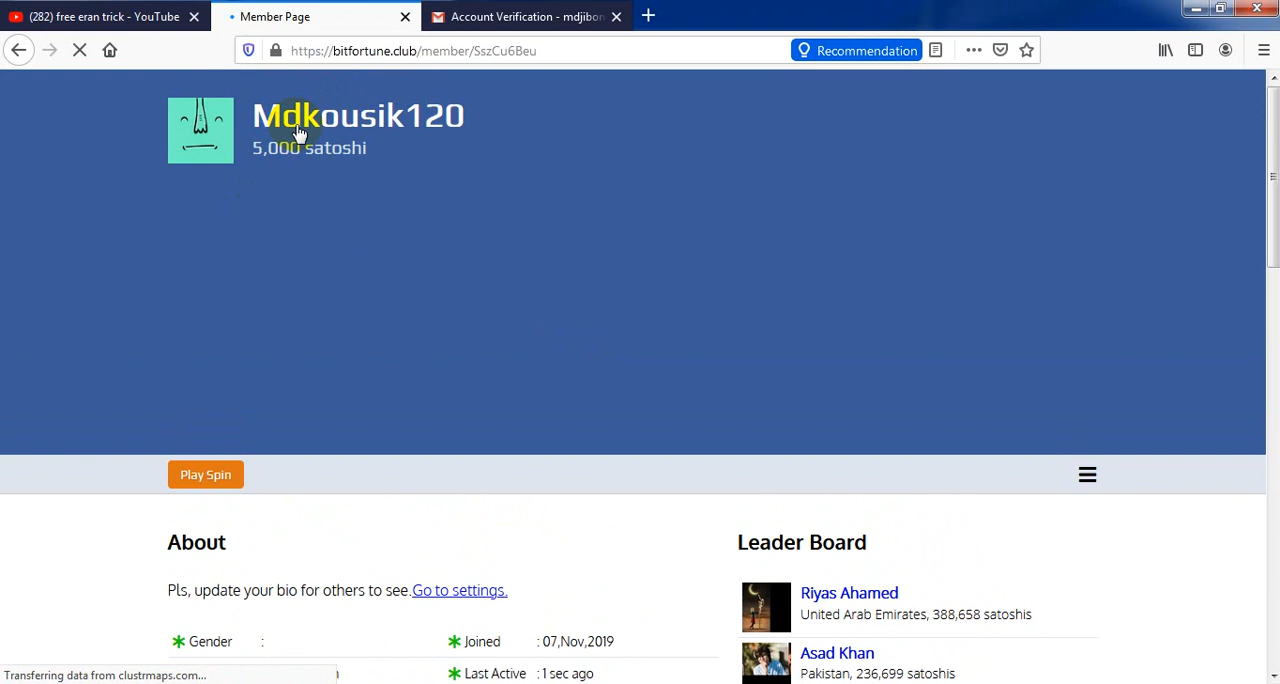 (282) free eran trick - YouTube
Member Page
Account Verification - mdjibon
https://bitfortune.club/member/SszCu6Beu
Recommendation
Mdkousik120
5,000 satoshi
Play Spin
About
Leader Board
Pls, update your bio for others to see.Go to settings.
Riyas Ahamed
United Arab Emirates, 388,658 satoshis
Gender :
Joined : 07,Nov,2019
Asad Khan
Pakistan, 236,699 satoshis
Last Active : 1 sec ago
Transferring data from clustrmaps.com...